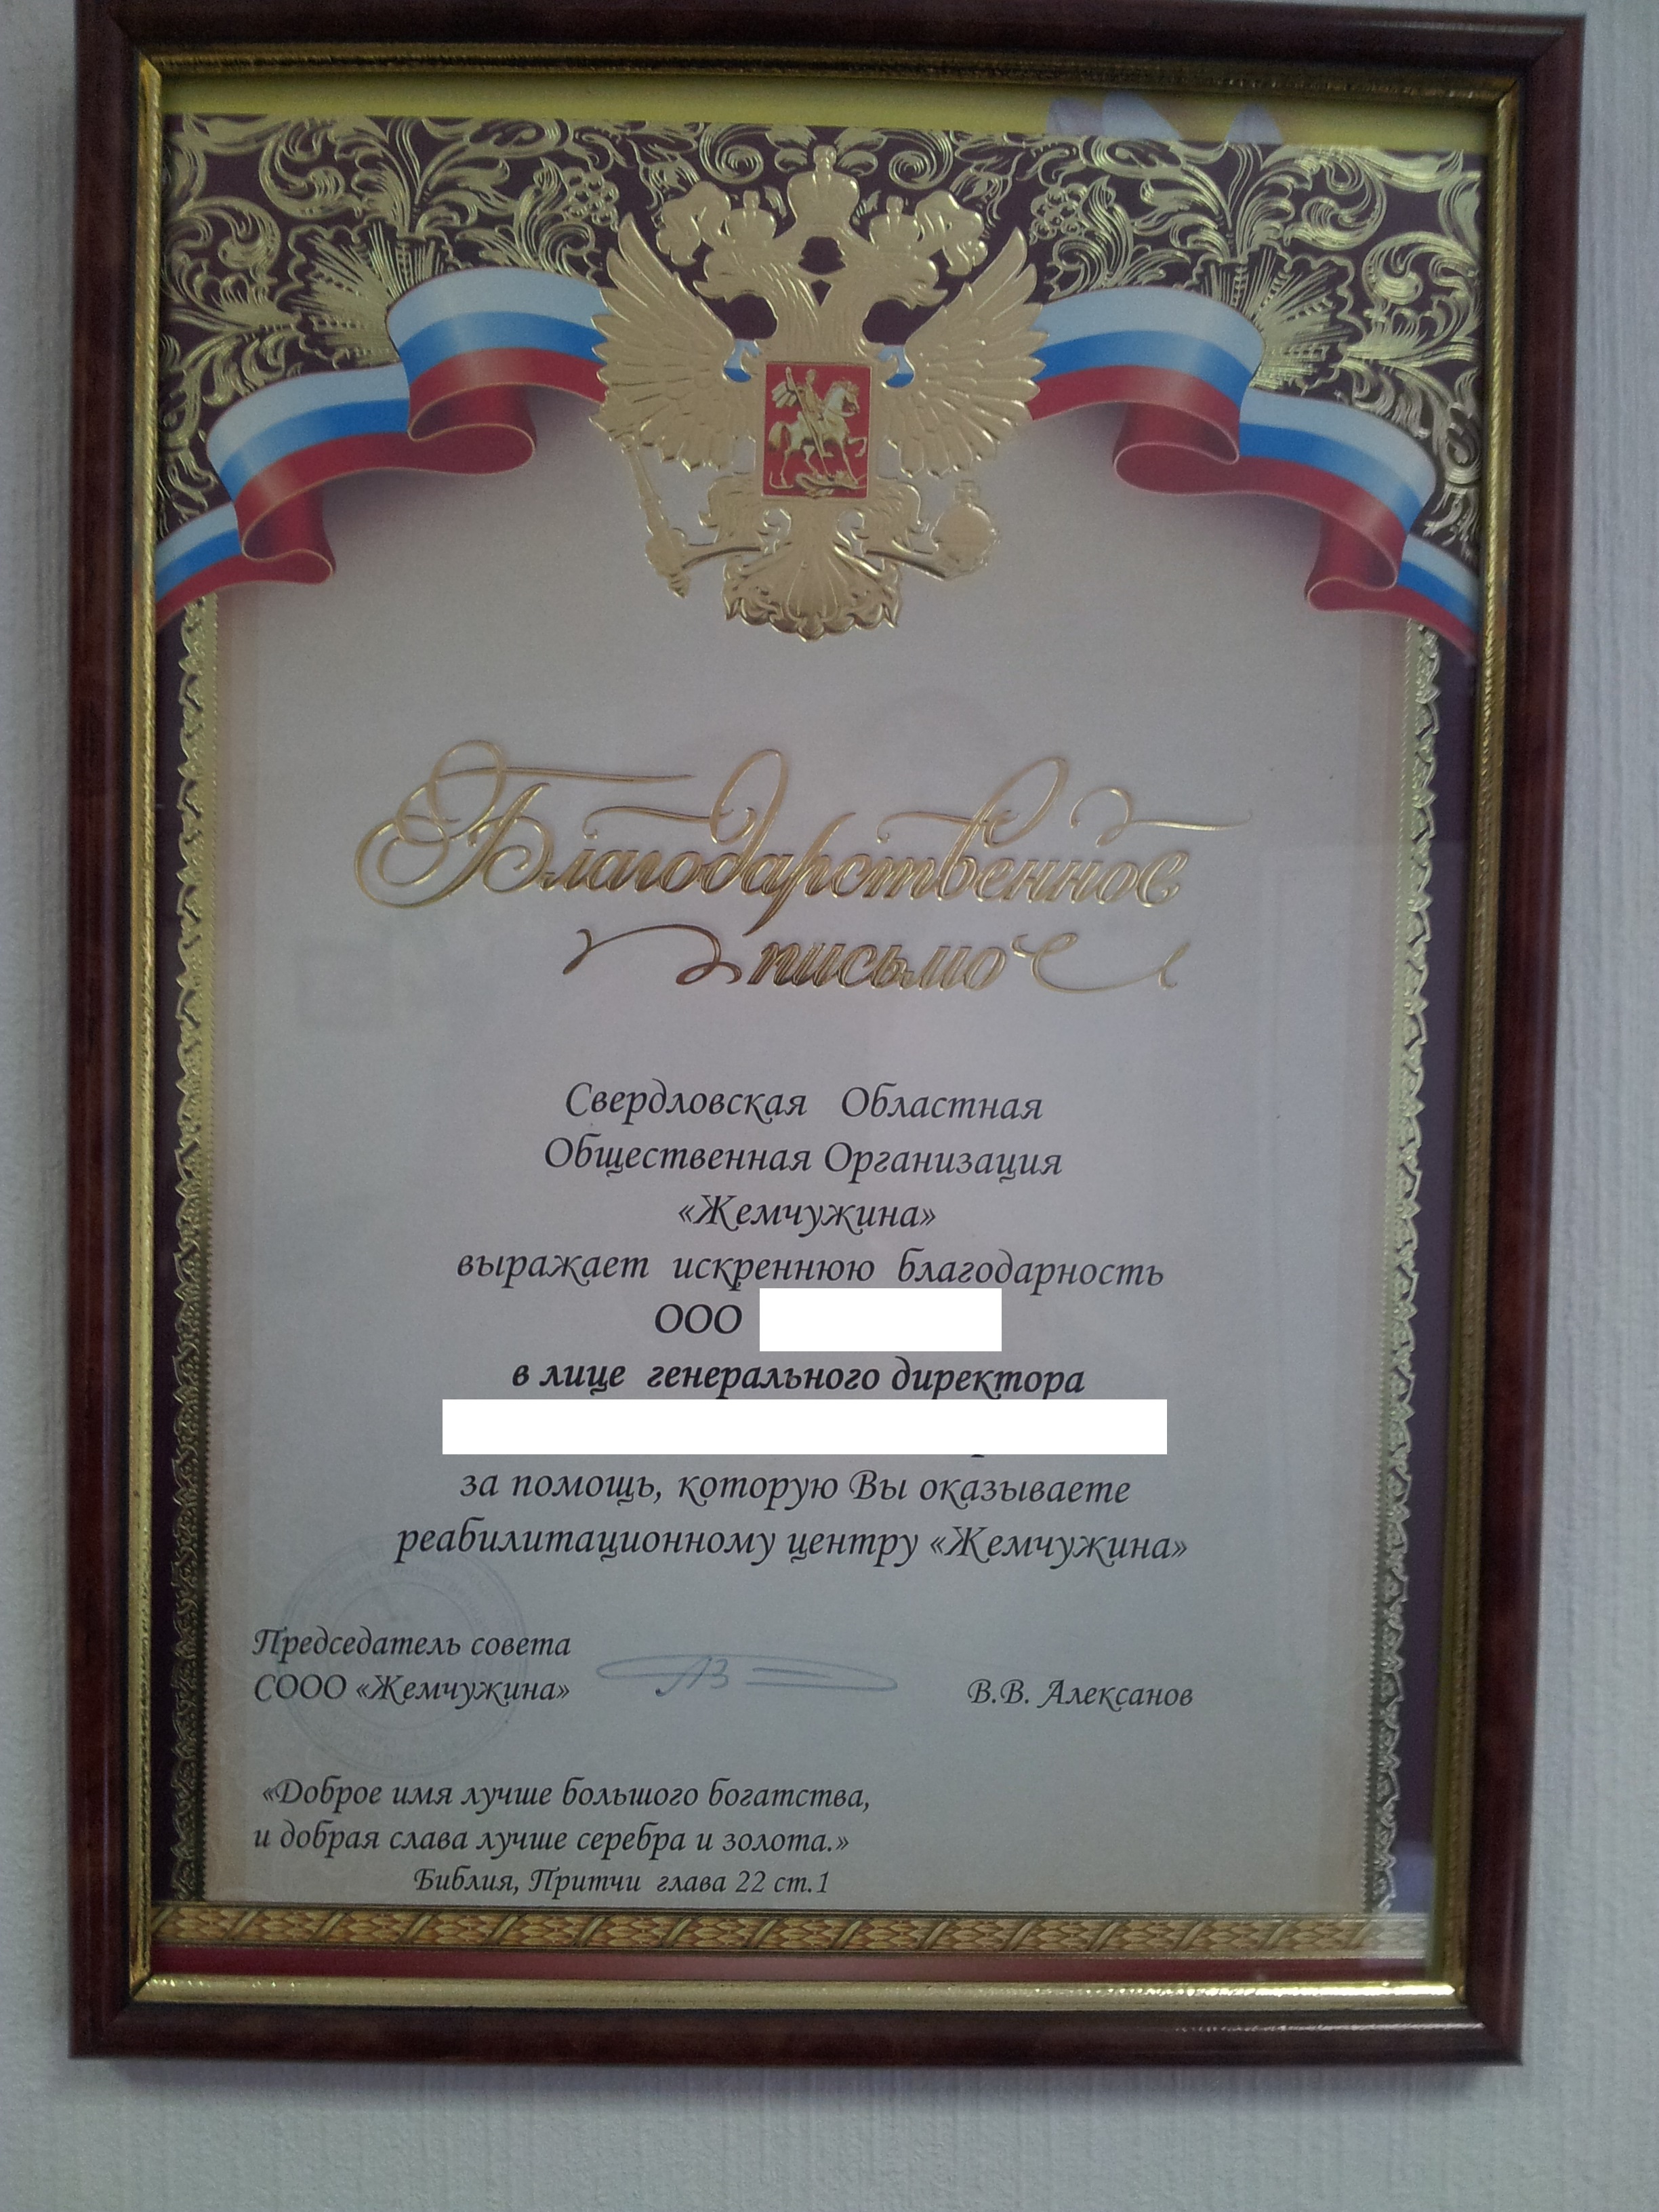 Благодарственное
письмо
Свердловская Областная
Общественная Организация
«Жемчужина»
выражает искреннюю благодарность
ООО
в лице генерального директора
за помощь, которую Вы оказываете
реабилитационному центру «Жемчужина»
Председатель совета
СООО «Жемчужина»
В.В. Алексанов
«Доброе имя лучше большого богатства,
и добрая слава лучше серебра и золота.»
Библия, Притчи глава 22 ст.1